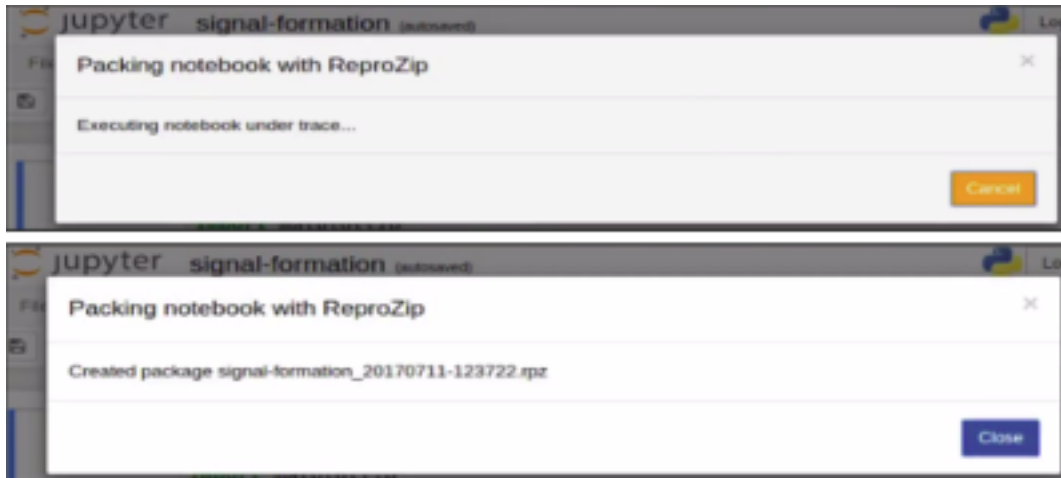 jupyter signal-formation (autosaved)
Packing notebook with ReproZip ×
Executing notebook under trace...
Cancel
jupyter signal-formation (autosaved)
Packing notebook with ReproZip ×
Created package signal-formation_20170711-123722.rpz
Close